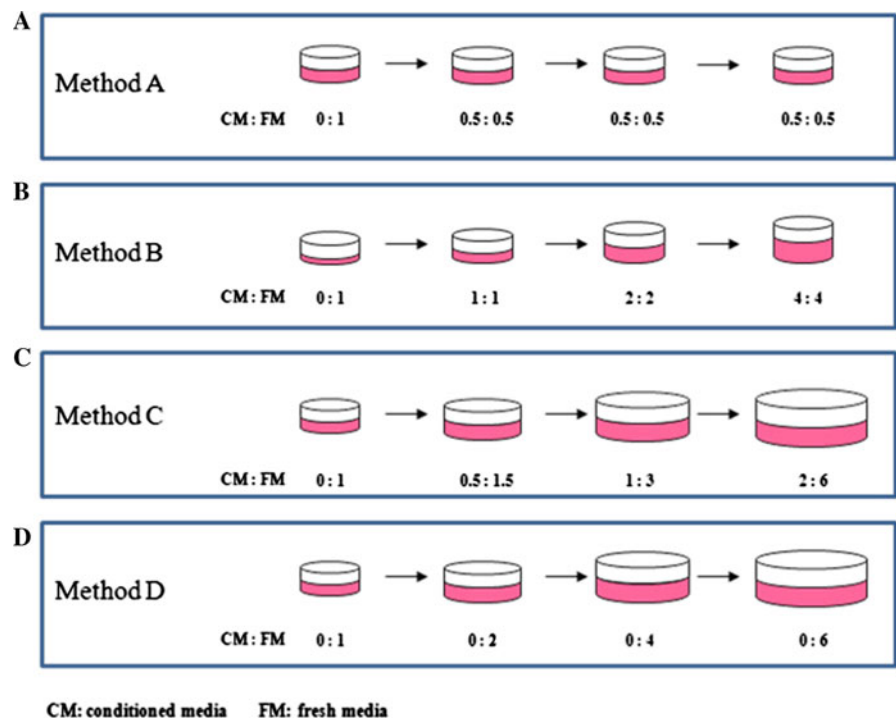 A
Method A
CM : FM 0 : 1 0.5 : 0.5 0.5 : 0.5 0.5 : 0.5
B
Method B
CM : FM 0 : 1 1 : 1 2 : 2 4 : 4
C
Method C
CM : FM 0 : 1 0.5 : 1.5 1 : 3 2 : 6
D
Method D
CM : FM 0 : 1 0 : 2 0 : 4 0 : 6
CM: conditioned media FM: fresh media